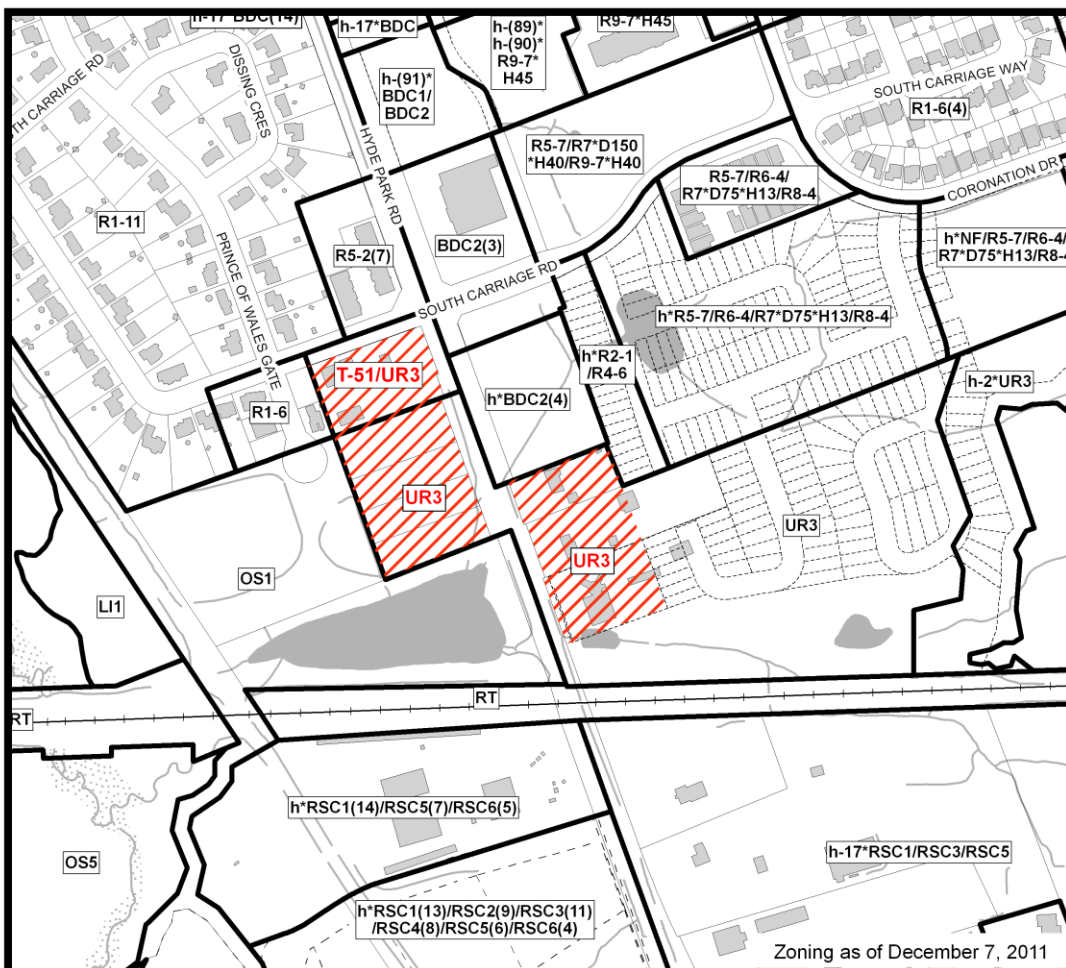 h-17*BDC(14)
h-17*BDC
h-(89)*
h-(90)*
R9-7*
H45
R9-7*H45
TH CARRIAGE RD
DISSING CRES
h-(91)*
BDC1/
BDC2
HYDE PARK RD
SOUTH CARRIAGE WAY
R1-6(4)
R5-7/R7*D150
*H40/R9-7*H40
R5-7/R6-4/
R7*D75*H13/R8-4
CORONATION DR
R1-11
PRINCE OF WALES GATE
R5-2(7)
BDC2(3)
h*NF/R5-7/R6-4/
R7*D75*H13/R8-4
SOUTH CARRIAGE RD
h*R5-7/R6-4/R7*D75*H13/R8-4
h*R2-1
/R4-6
T-51/UR3
h-2*UR3
R1-6
h*BDC2(4)
UR3
UR3
UR3
OS1
LI1
RT
RT
h*RSC1(14)/RSC5(7)/RSC6(5)
OS5
h-17*RSC1/RSC3/RSC5
h*RSC1(13)/RSC2(9)/RSC3(11)
/RSC4(8)/RSC5(6)/RSC6(4)
Zoning as of December 7, 2011